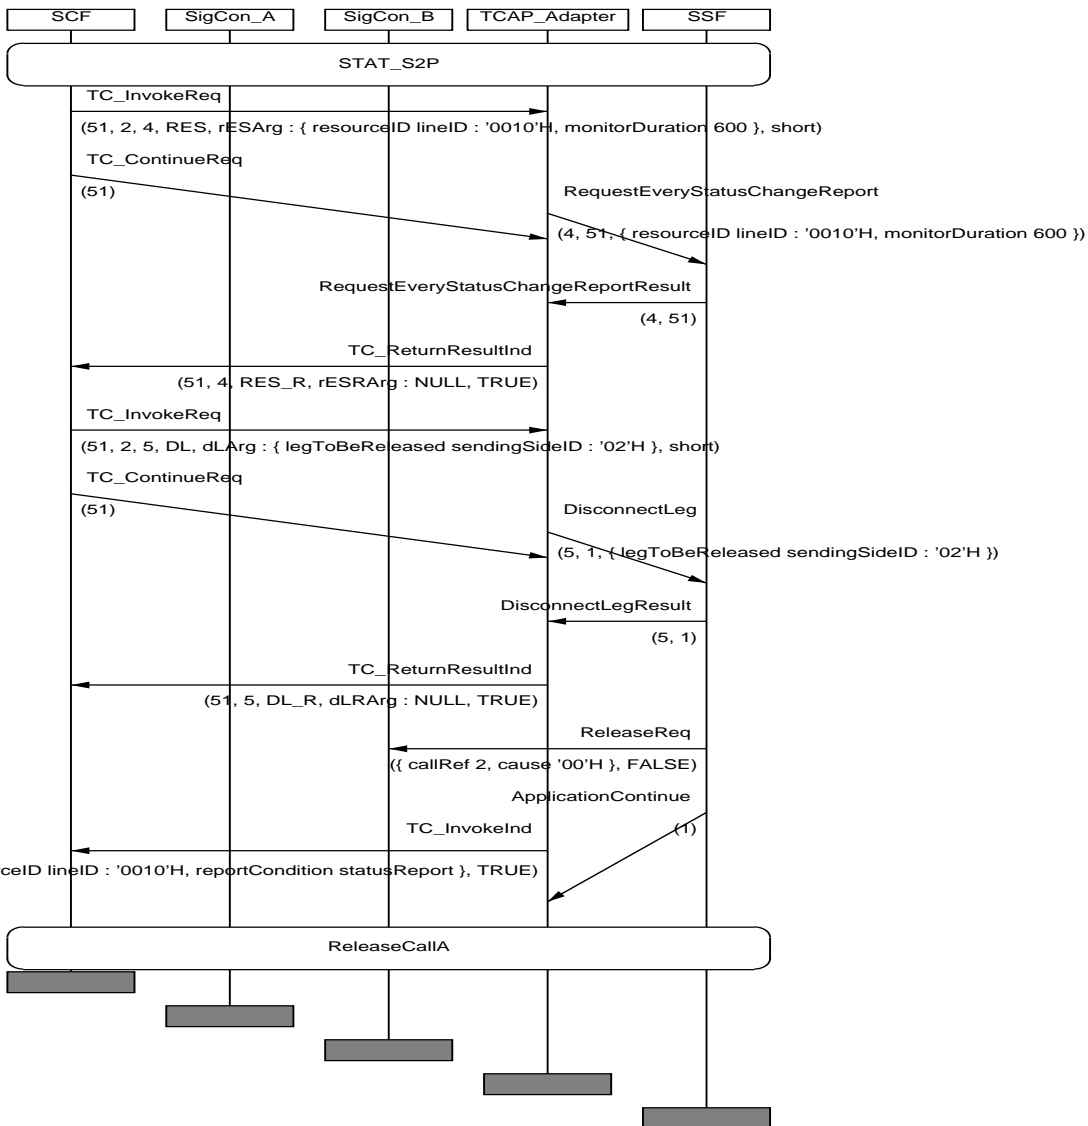 SCF SigCon_A SigCon_B TCAP_Adapter SSF
STAT_S2P
TC_InvokeReq
(51, 2, 4, RES, rESArg : { resourceID lineID : '0010'H, monitorDuration 600 }, short)
TC_ContinueReq
(51)
RequestEveryStatusChangeReport
(4, 51, { resourceID lineID : '0010'H, monitorDuration 600 })
RequestEveryStatusChangeReportResult
(4, 51)
TC_ReturnResultInd
(51, 4, RES_R, rESRArg : NULL, TRUE)
TC_InvokeReq
(51, 2, 5, DL, dLArg : { legToBeReleased sendingSideID : '02'H }, short)
TC_ContinueReq
(51)
DisconnectLeg
(5, 1, { legToBeReleased sendingSideID : '02'H })
DisconnectLegResult
(5, 1)
TC_ReturnResultInd
(51, 5, DL_R, dLRArg : NULL, TRUE)
ReleaseReq
({ callRef 2, cause '00'H }, FALSE)
ApplicationContinue
(1)
TC_InvokeInd
ceID lineID : '0010'H, reportCondition statusReport }, TRUE)
ReleaseCallA